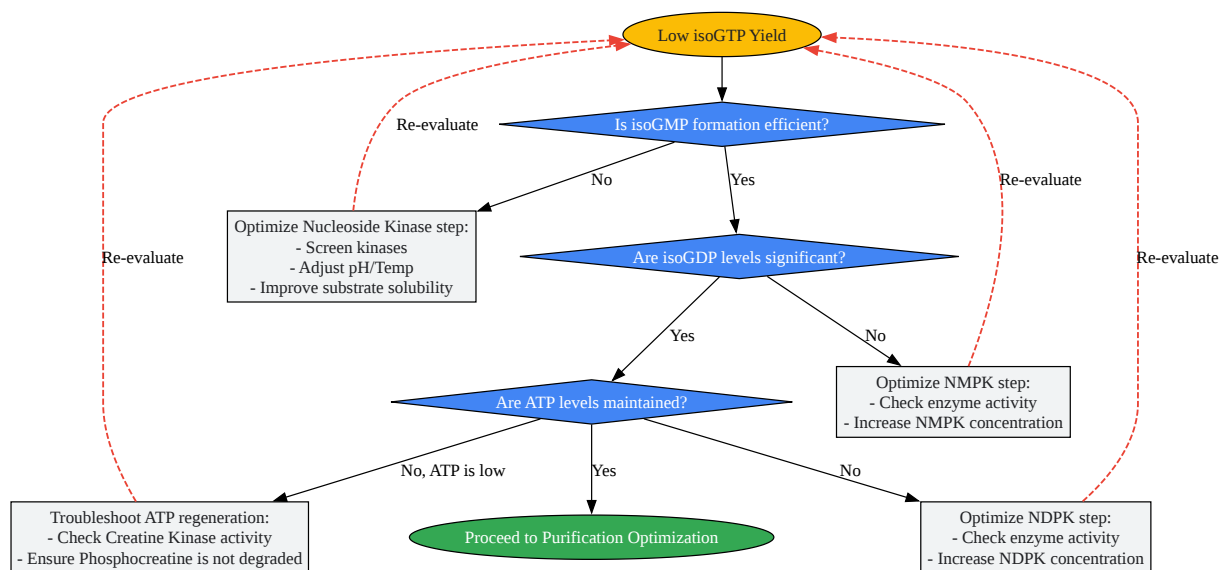 Low isoGTP Yield
Is isoGMP formation efficient?
Re-evaluate
No
Yes
Re-evaluate
Optimize Nucleoside Kinase step:
- Screen kinases
- Adjust pH/Temp
- Improve substrate solubility
Re-evaluate
Are isoGDP levels significant?
Re-evaluate
Yes
No
Optimize NMPK step:
- Check enzyme activity
- Increase NMPK concentration
Are ATP levels maintained?
No, ATP is low
Yes
No
Troubleshoot ATP regeneration:
- Check Creatine Kinase activity
- Ensure Phosphocreatine is not degraded
Proceed to Purification Optimization
Optimize NDPK step:
- Check enzyme activity
- Increase NDPK concentration